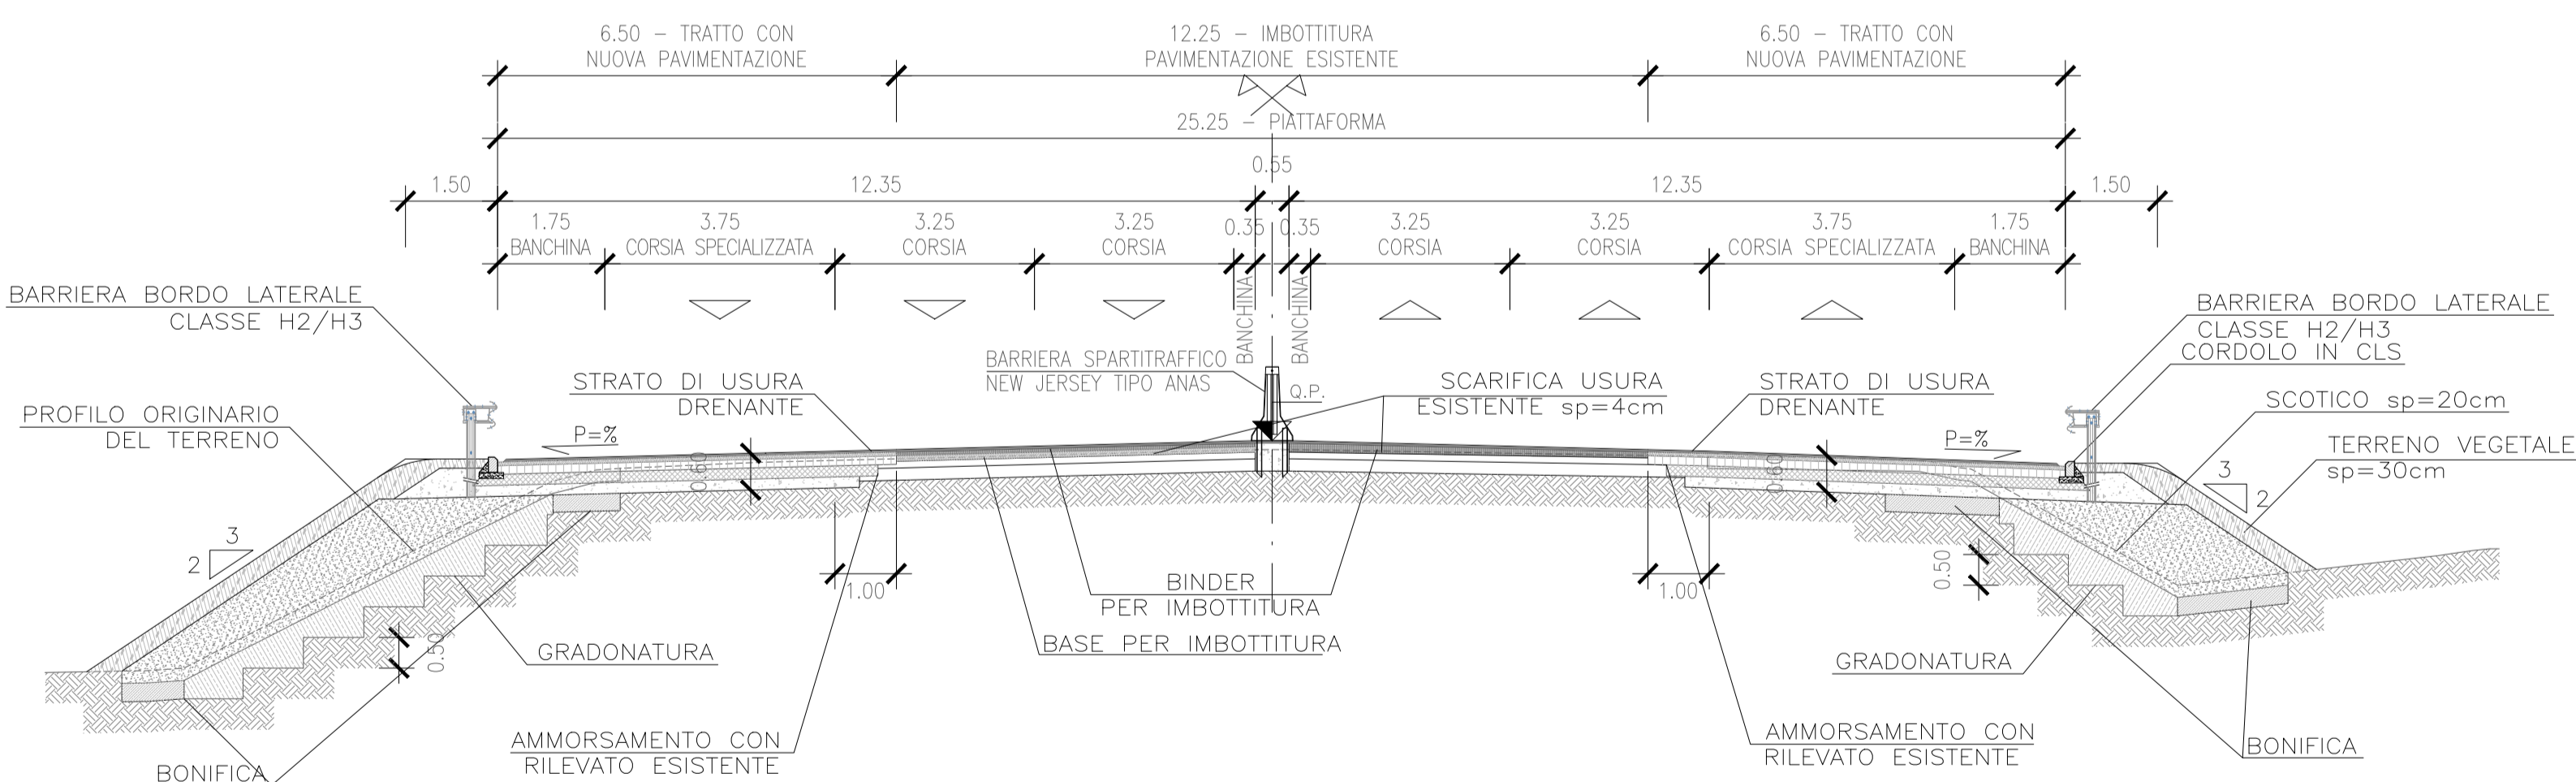 6.50 – TRATTO CON
NUOVA PAVIMENTAZIONE
12.25 – IMBOTTITURA
PAVIMENTAZIONE ESISTENTE
6.50 – TRATTO CON
NUOVA PAVIMENTAZIONE
25.25 – PIATTAFORMA
0.55
1.50
12.35
12.35
1.50
1.75
BANCHINA
3.75
CORSIA SPECIALIZZATA
3.25
CORSIA
3.25
CORSIA
0.35
0.35
3.25
CORSIA
3.25
CORSIA
3.75
CORSIA SPECIALIZZATA
1.75
BANCHINA
BANCHINA
BANCHINA
BARRIERA BORDO LATERALE
CLASSE H2/H3
BARRIERA BORDO LATERALE
CLASSE H2/H3
CORDOLO IN CLS
BARRIERA SPARTITRAFFICO
NEW JERSEY TIPO ANAS
Q.P.
STRATO DI USURA
DRENANTE
SCARIFICA USURA
ESISTENTE sp=4cm
STRATO DI USURA
DRENANTE
SCOTICO sp=20cm
PROFILO ORIGINARIO
DEL TERRENO
P=%
P=%
TERRENO VEGETALE
sp=30cm
0.60
0.60
3
2
3
2
1.00
1.00
0.50
0.50
BINDER
PER IMBOTTITURA
BASE PER IMBOTTITURA
GRADONATURA
GRADONATURA
AMMORSAMENTO CON
RILEVATO ESISTENTE
AMMORSAMENTO CON
RILEVATO ESISTENTE
BONIFICA
BONIFICA